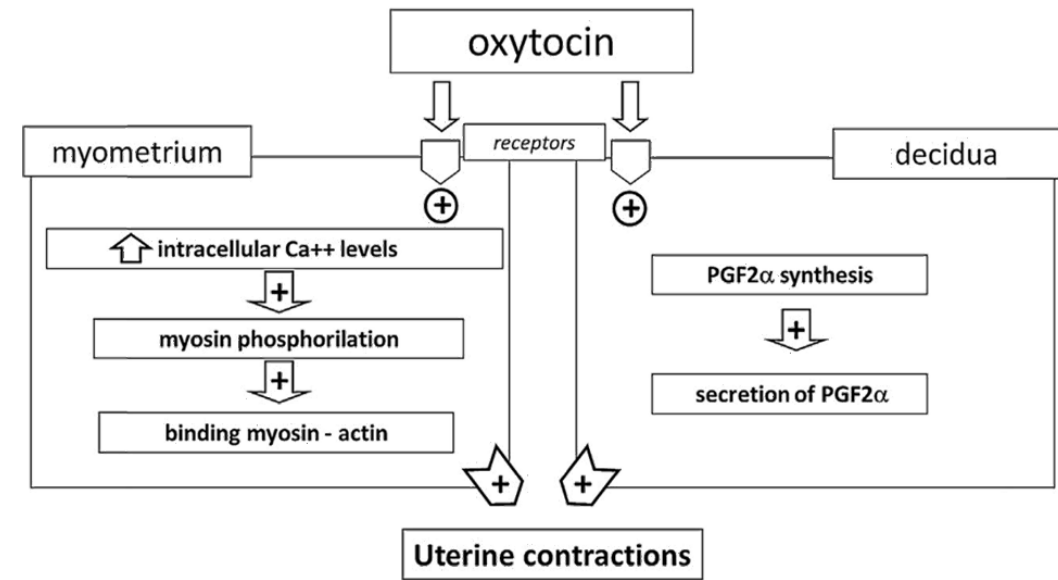 oxytocin
receptors
myometrium
decidua
+
+
intracellular Ca++ levels
+
myosin phosphorilation
+
binding myosin - actin
PGF2α synthesis
+
secretion of PGF2α
+
+
Uterine contractions